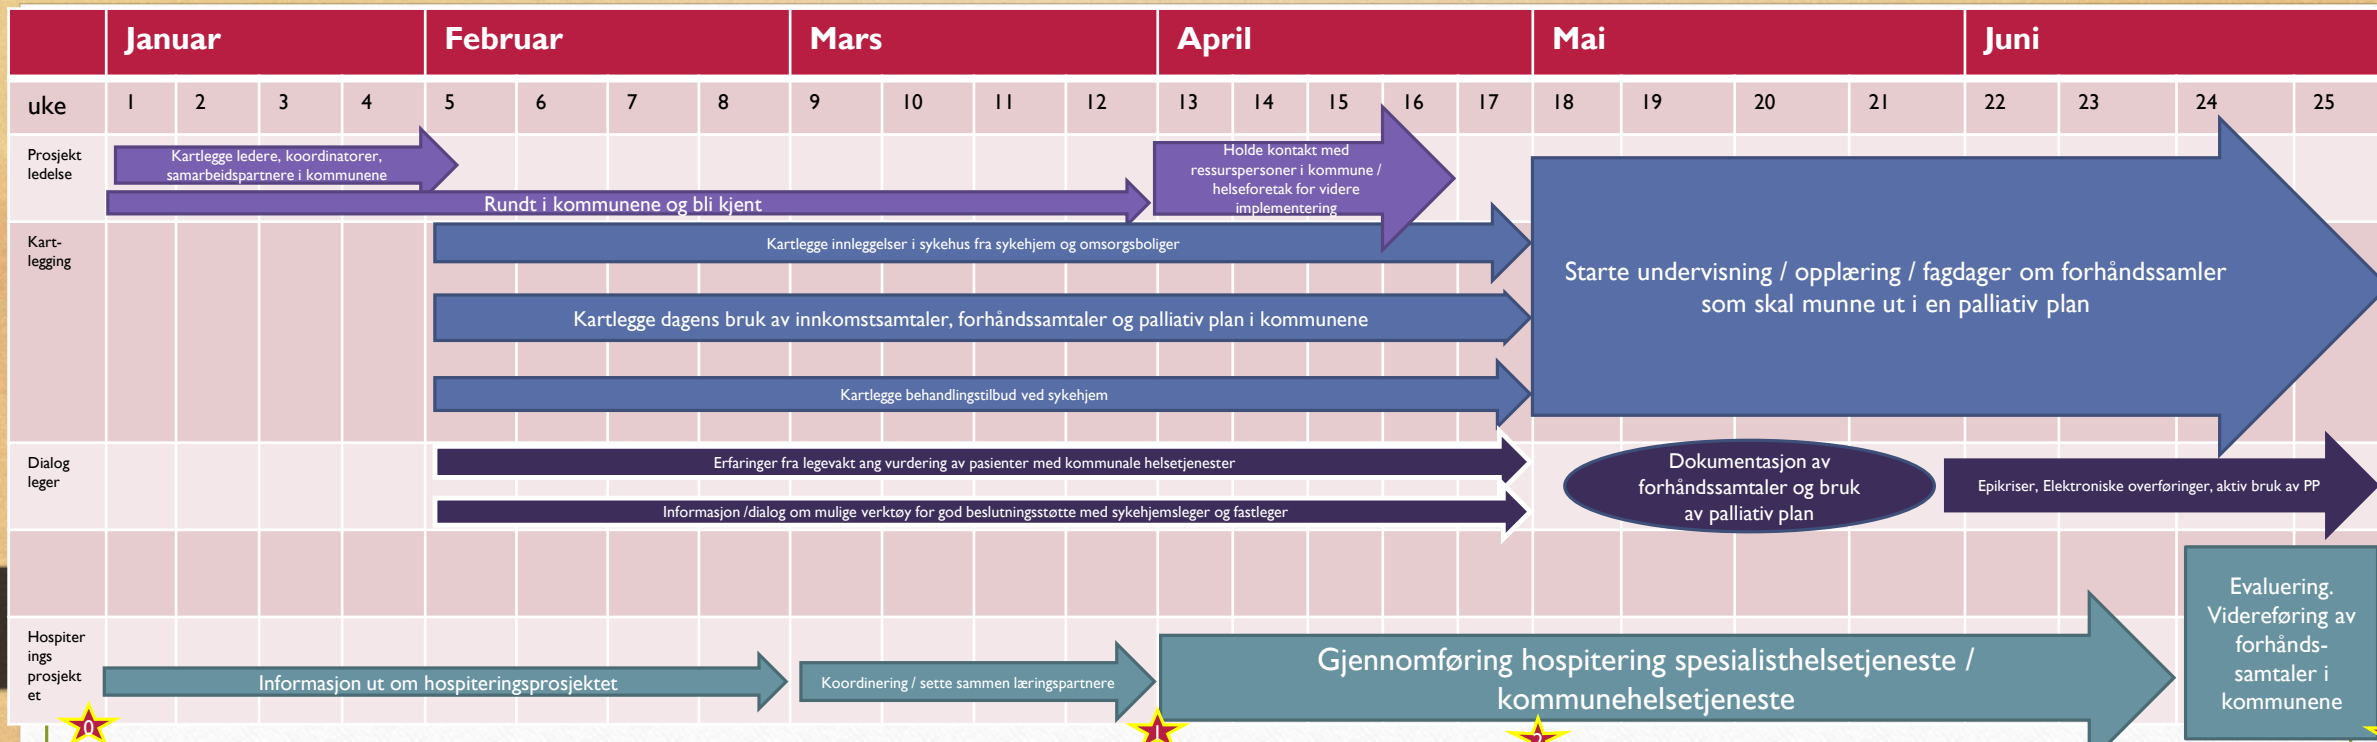 Januar
Februar
Mars
April
Mai
Juni
uke
1
2
3
4
5
6
7
8
9
10
11
12
13
14
15
16
17
18
19
20
21
22
23
24
25
Prosjekt
ledelse
Kartlegge ledere, koordinatorer,
samarbeidspartnere i kommunene
Rundt i kommunene og bli kjent
Holde kontakt med
ressurspersoner i kommune /
helseforetak for videre
implementering
Kart-
legging
Kartlegge innleggelser i sykehus fra sykehjem og omsorgsboliger
Kartlegge dagens bruk av innkomstsamtaler, forhåndssamtaler og palliativ plan i kommunene
Kartlegge behandlingstilbud ved sykehjem
Starte undervisning / opplæring / fagdager om forhåndssamler
som skal munne ut i en palliativ plan
Dialog
leger
Erfaringer fra legevakt ang vurdering av pasienter med kommunale helsetjenester
Informasjon /dialog om mulige verktøy for god beslutningsstøtte med sykehjemsleger og fastleger
Dokumentasjon av
forhåndssamtaler og bruk
av palliativ plan
Epikriser, Elektroniske overføringer, aktiv bruk av PP
Hospiter
ings
prosjekt
et
Informasjon ut om hospiteringsprosjektet
Koordinering / sette sammen læringspartnere
Gjennomføring hospitering spesialisthelsetjeneste /
kommunehelsetjeneste
Evaluering.
Videreføring av
forhånds-
samtaler i
kommunene
0
1
2